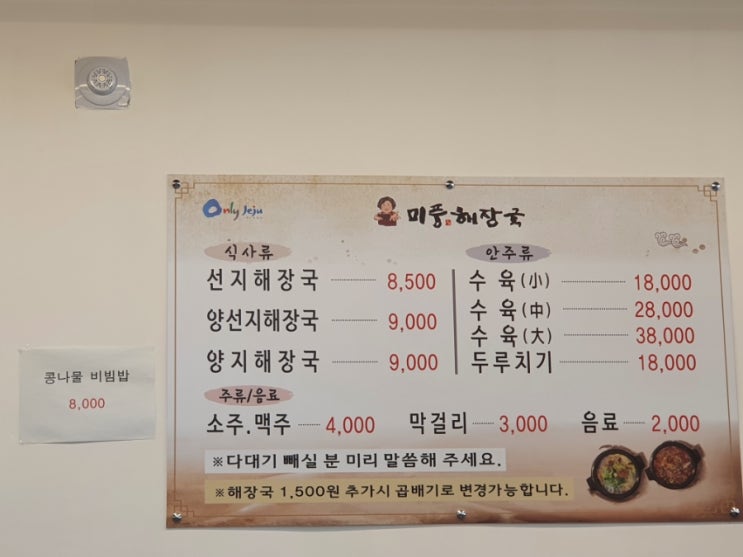 Only Jeju
미풍 해장국
식사류
선지해장국 8,500
양선지해장국 9,000
양지해장국 9,000
안주류
수육(小) 18,000
수육(中) 28,000
수육(大) 38,000
두루치기 18,000
주류/음료
소주.맥주 4,000 막걸리 3,000 음료 2,000
※다대기 빼실 분 미리 말씀해 주세요.
※해장국 1,500원 추가시 곱배기로 변경가능합니다.
콩나물 비빔밥
8,000